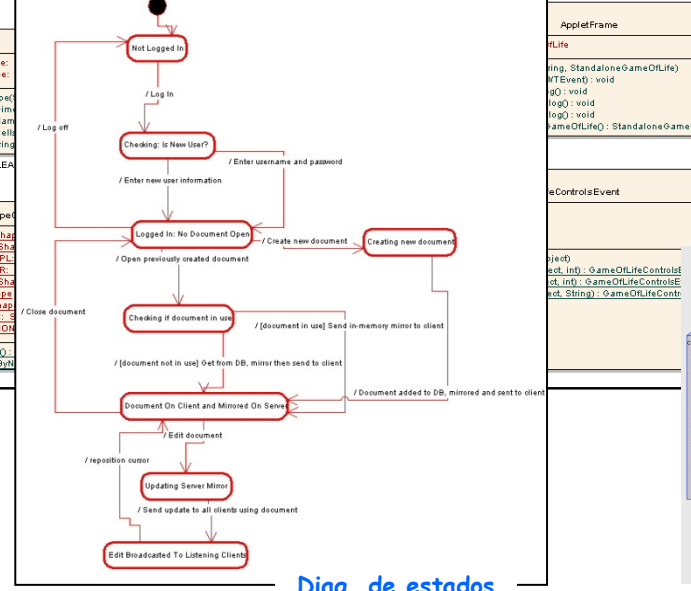 Not Logged In
/ Log In
/ Log off
Checking: Is New User?
/ Enter username and password
/ Enter new user information
Logged In: No Document Open
/ Create new document
Creating new document
/ Open previously created document
/ Close document
Checking if document in use
/ [document in use] Send in-memory mirror to client
/ [document not in use] Get from DB, mirror then send to client
/ Document added to DB, mirrored and sent to client
Document On Client and Mirrored On Server
/ Edit document
/ reposition cursor
Updating Server Mirror
/ Send update to all clients using document
Edit Broadcasted To Listening Clients
Diag. de estados
AppletFrame
fLife
ring, StandaloneGameOfLife)
WTEvent) : void
log() : void
log() : void
GameOfLife() : StandaloneGame
eControlsEvent
bject)
ect, int) : GameOfLifeControlsE
ct, int) : GameOfLifeControlsE
ect, String) : GameOfLifeContr